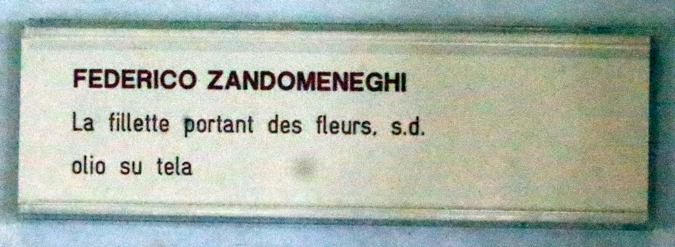 FEDERICO ZANDOMENEGHI
La fillette portant des fleurs, s.d.
olio su tela